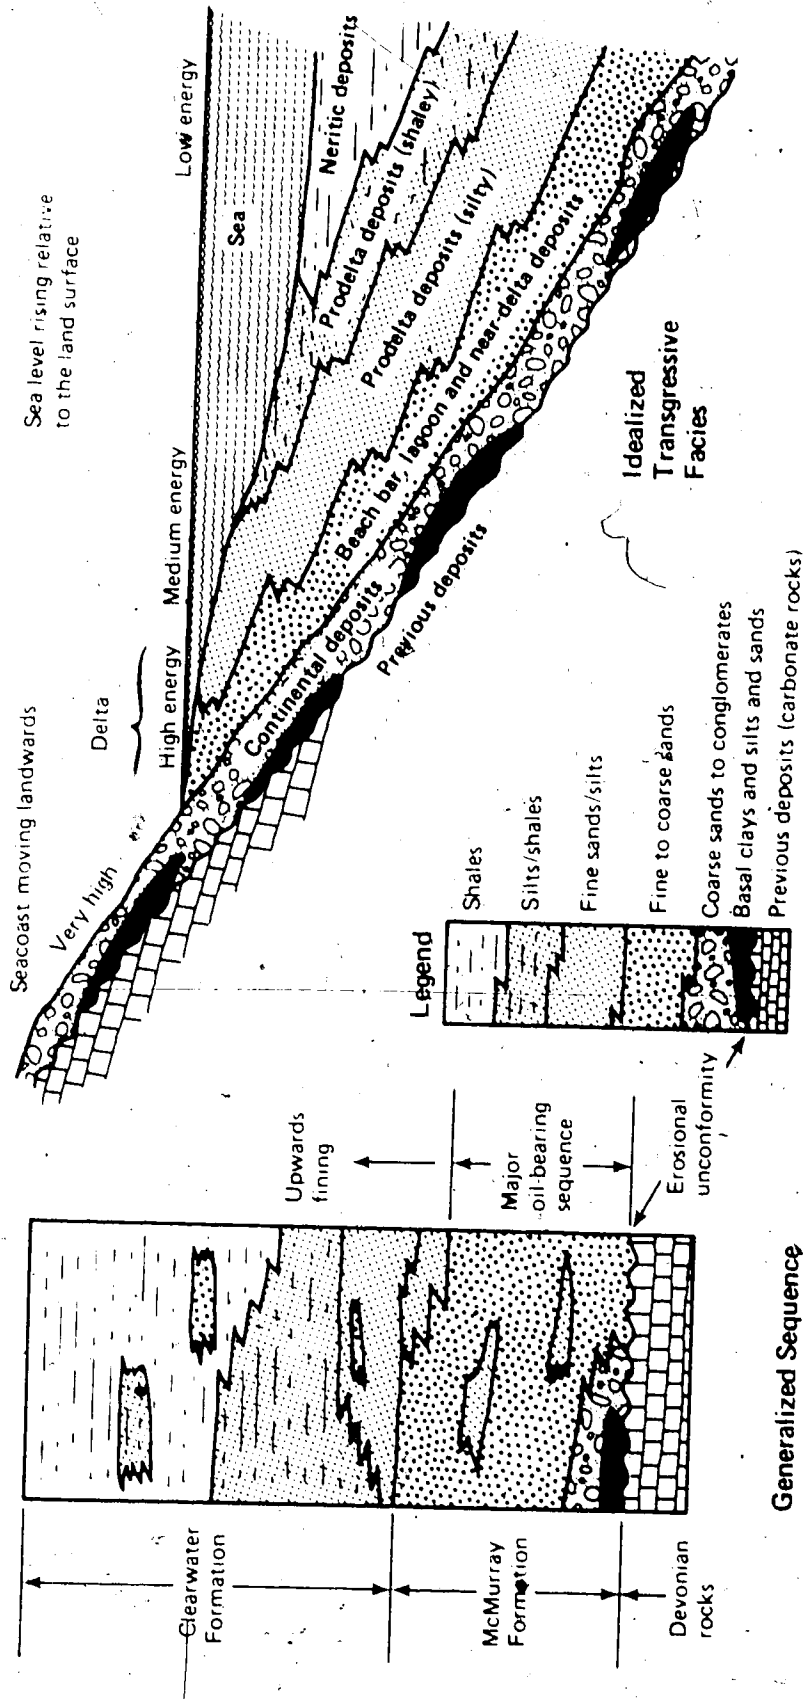 Clearwater
Formation
McMurray
Formation
Devonian
rocks
Upwards
fining
Major
oil-bearing
sequence
Erosional
unconformity
Generalized Sequence
Seacoast moving landwards
Very high
Delta
High energy
Medium energy
Low energy
Sea level rising relative
to the land surface
Sea
Neritic deposits
Prodelta deposits (shaley)
Prodelta deposits (silty)
Beach bar, lagoon and near-delta deposits
Continental deposits
Previous deposits
Idealized
Transgressive
Facies
Legend
Shales
Silts/shales
Fine sands/silts
Fine to coarse sands
Coarse sands to conglomerates
Basal clays and silts and sands
Previous deposits (carbonate rocks)